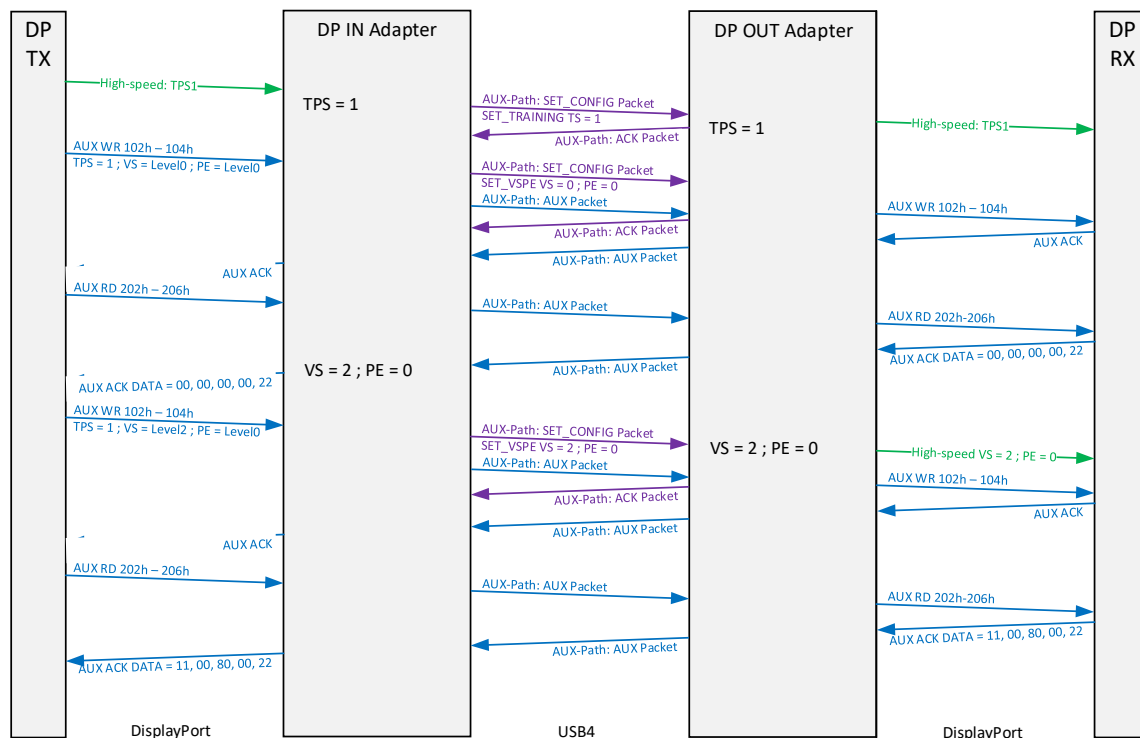 DP
TX
DP IN Adapter
DP OUT Adapter
DP
RX
High-speed: TPS1
TPS = 1
AUX-Path: SET_CONFIG Packet
SET_TRAINING TS = 1
TPS = 1
High-speed: TPS1
AUX-Path: ACK Packet
AUX WR 102h – 104h
TPS = 1 ; VS = Level0 ; PE = Level0
AUX-Path: SET_CONFIG Packet
SET_VSPE VS = 0 ; PE = 0
AUX-Path: AUX Packet
AUX WR 102h – 104h
AUX-Path: ACK Packet
AUX ACK
AUX-Path: AUX Packet
AUX ACK
AUX RD 202h – 206h
AUX-Path: AUX Packet
AUX RD 202h-206h
AUX ACK DATA = 00, 00, 00, 00, 22
AUX-Path: AUX Packet
VS = 2 ; PE = 0
AUX ACK DATA = 00, 00, 00, 00, 22
AUX WR 102h – 104h
TPS = 1 ; VS = Level2 ; PE = Level0
AUX-Path: SET_CONFIG Packet
SET_VSPE VS = 2 ; PE = 0
VS = 2 ; PE = 0
High-speed VS = 2 ; PE = 0
AUX-Path: AUX Packet
AUX WR 102h – 104h
AUX-Path: ACK Packet
AUX ACK
AUX-Path: AUX Packet
AUX ACK
AUX RD 202h – 206h
AUX-Path: AUX Packet
AUX RD 202h-206h
AUX ACK DATA = 11, 00, 80, 00, 22
AUX-Path: AUX Packet
AUX ACK DATA = 11, 00, 80, 00, 22
DisplayPort
USB4
DisplayPort